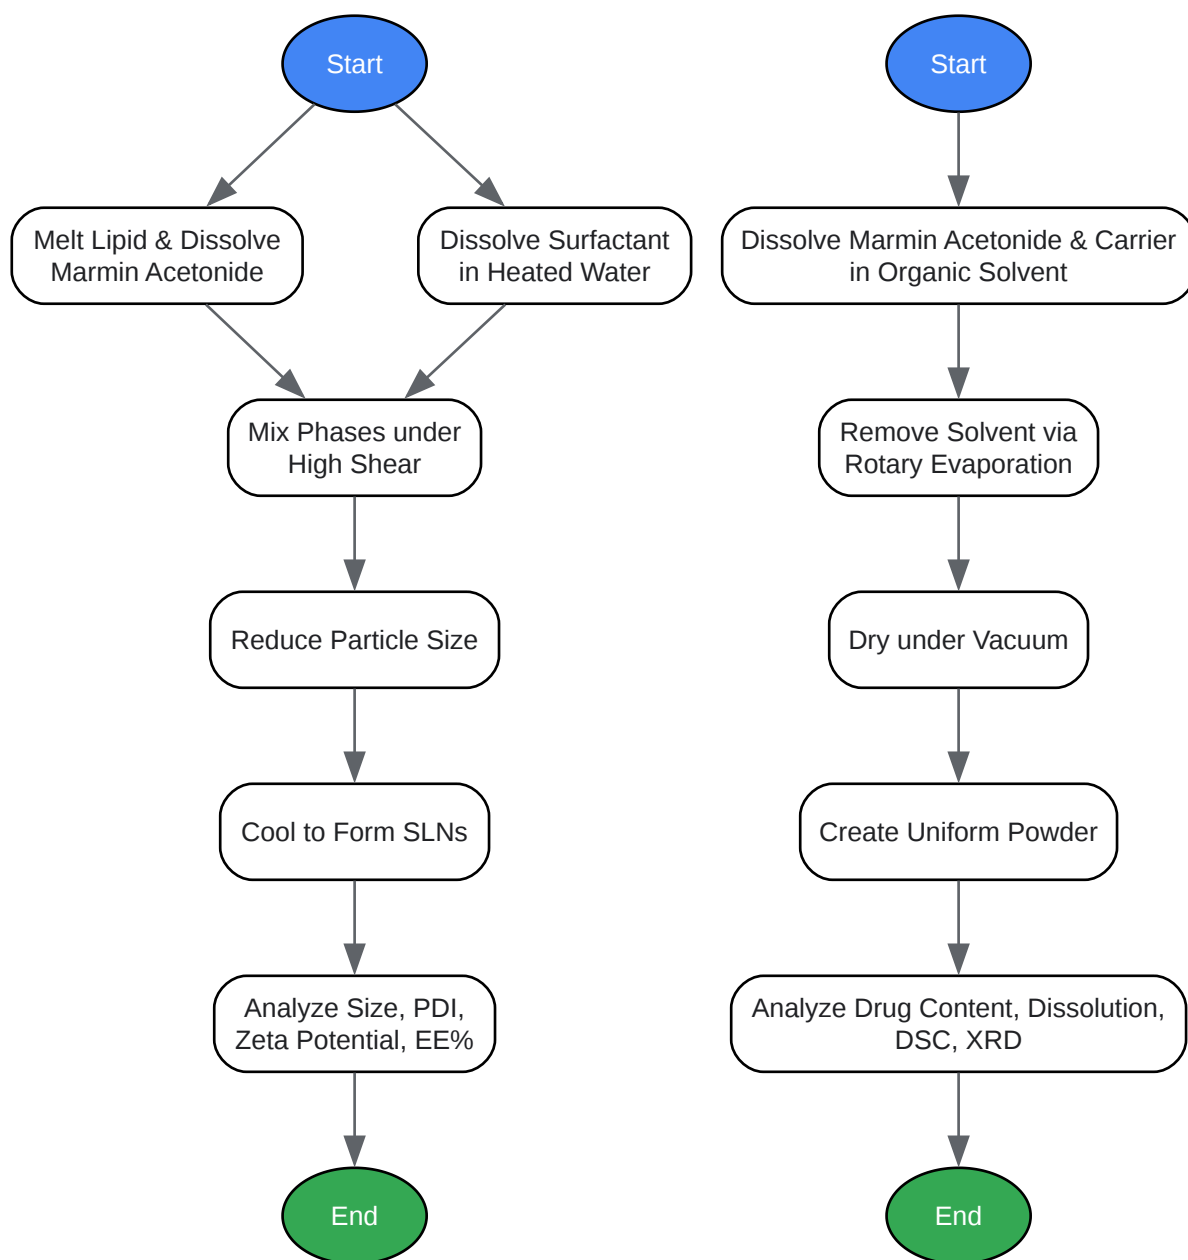 Start
Melt Lipid & Dissolve
Marmin Acetonide
Dissolve Surfactant
in Heated Water
Mix Phases under
High Shear
Reduce Particle Size
Cool to Form SLNs
Analyze Size, PDI,
Zeta Potential, EE%
End
Start
Dissolve Marmin Acetonide & Carrier
in Organic Solvent
Remove Solvent via
Rotary Evaporation
Dry under Vacuum
Create Uniform Powder
Analyze Drug Content, Dissolution,
DSC, XRD
End